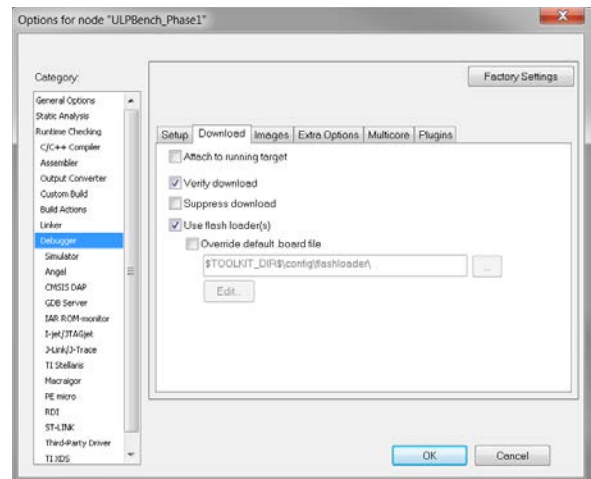 Options for node "ULPBench_Phase1"
Category:
Factory Settings
General Options
Static Analysis
Runtime Checking
C/C++ Compiler
Assembler
Output Converter
Custom Build
Build Actions
Linker
Debugger
Simulator
Angel
CMSIS DAP
GDB Server
IAR ROM-monitor
I-jet/JTAGjet
J-Link/J-Trace
TI Stellaris
Macraigor
PE micro
RDI
ST-LINK
Third-Party Driver
TI XDS
Setup Download Images Extra Options Multicore Plugins
Attach to running target
Verify download
Suppress download
Use flash loader(s)
Override default .board file
$TOOLKIT_DIR$\config\flashloader\
...
Edit...
OK Cancel